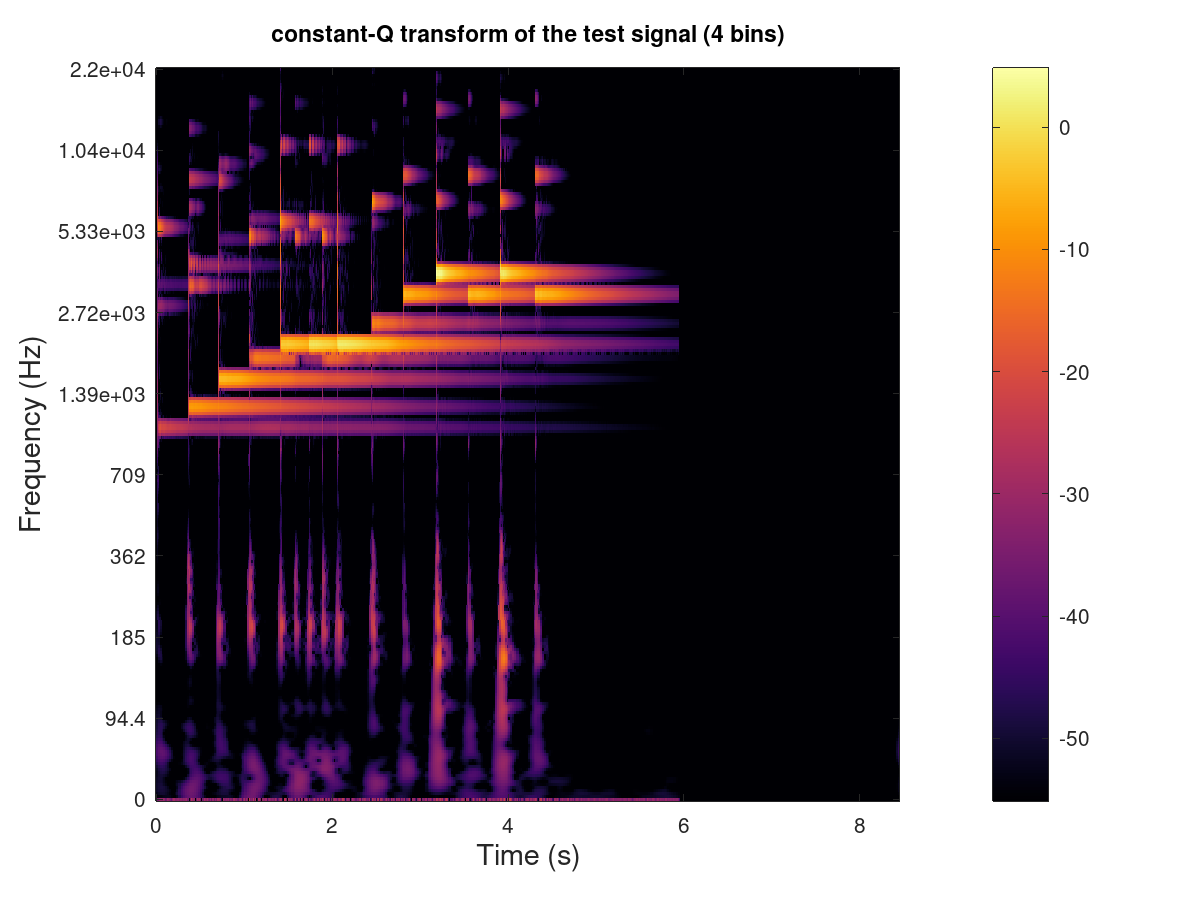 constant-Q transform of the test signal (4 bins)
2.2e+04
1.04e+04
5.33e+03
2.72e+03
1.39e+03
709
362
185
94.4
0
Frequency (Hz)
0 2 4 6 8
Time (s)
0
-10
-20
-30
-40
-50